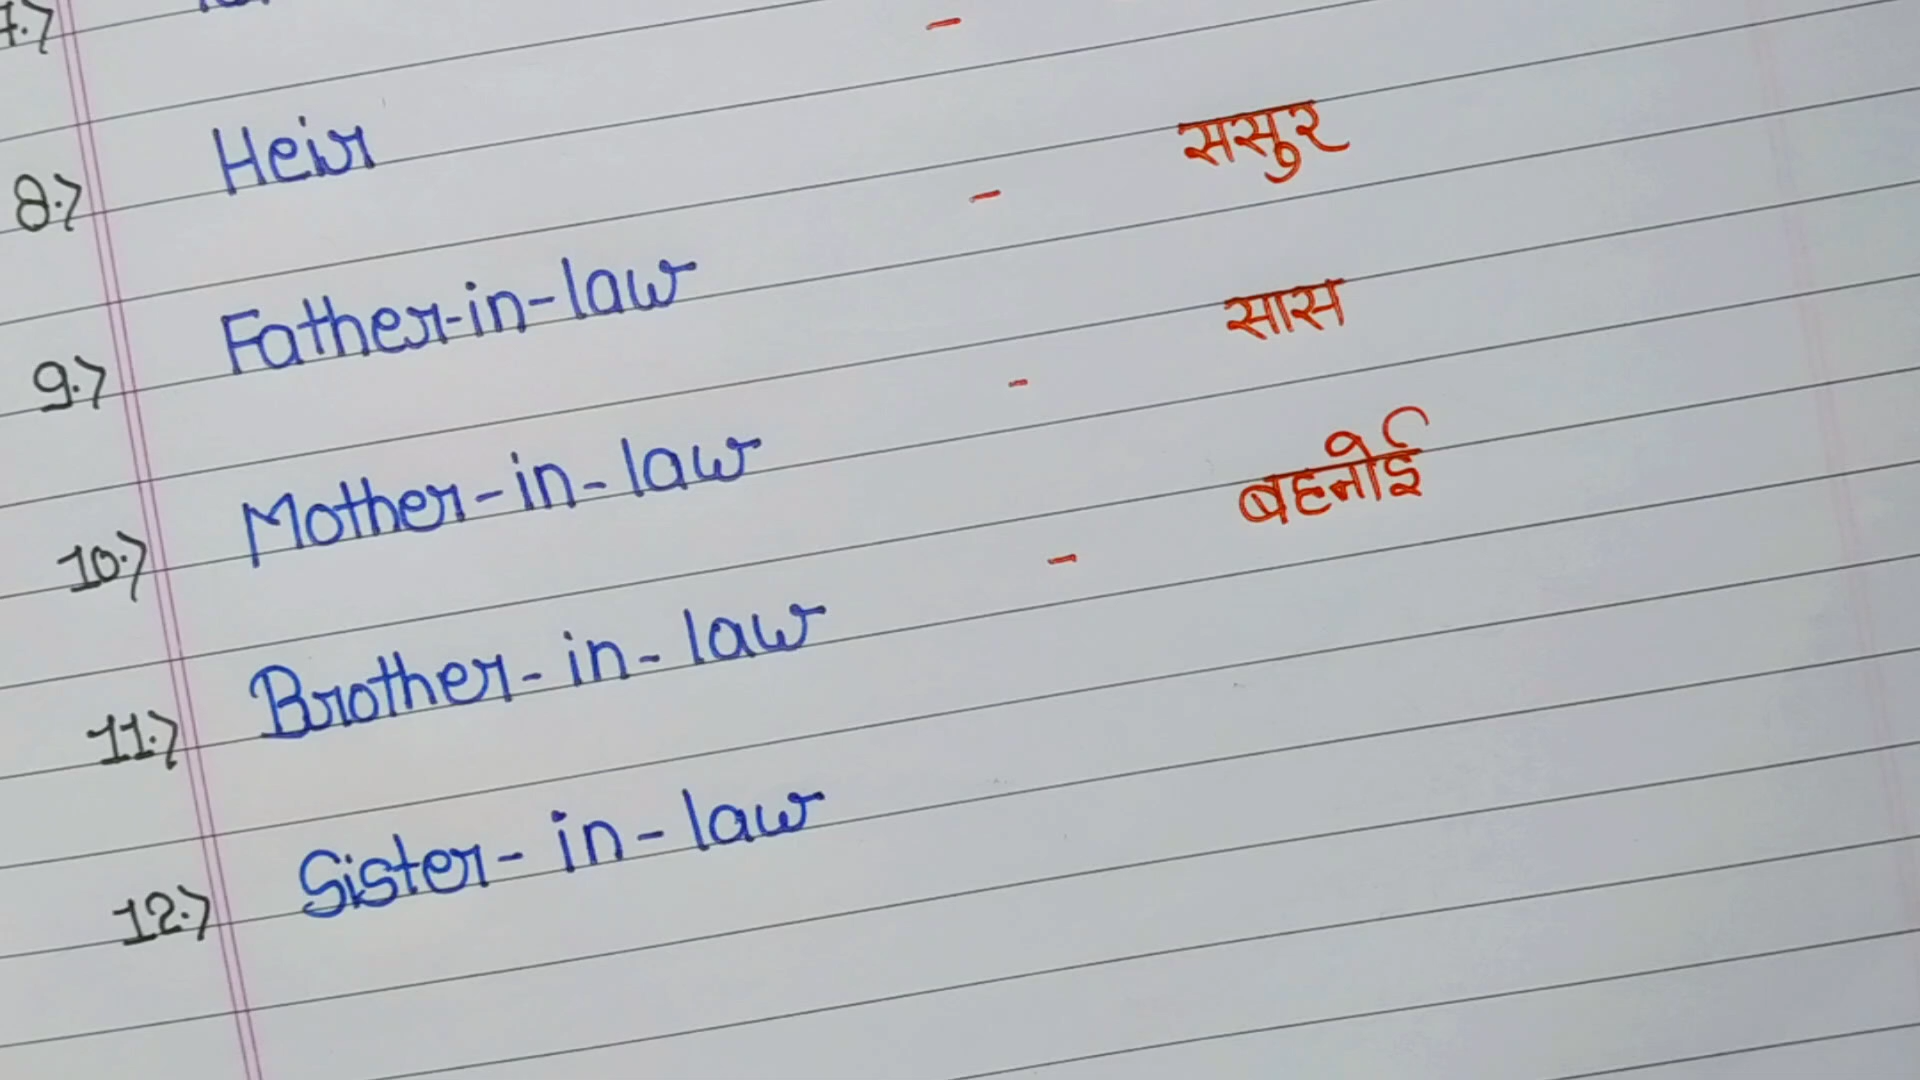 7.)
8.) Heir -
9.) Father-in-law - ससुर
10.) Mother-in-law - सास
11.) Brother-in-law - बहनोई
12.) Sister-in-law